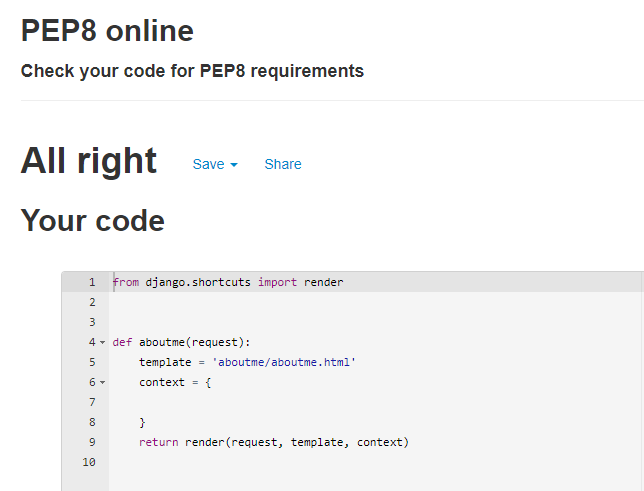 PEP8 online
Check your code for PEP8 requirements
All right Save Share
Your code
1 from django.shortcuts import render
2
3
4 def aboutme(request):
5     template = 'aboutme/aboutme.html'
6     context = {
7
8     }
9     return render(request, template, context)
10